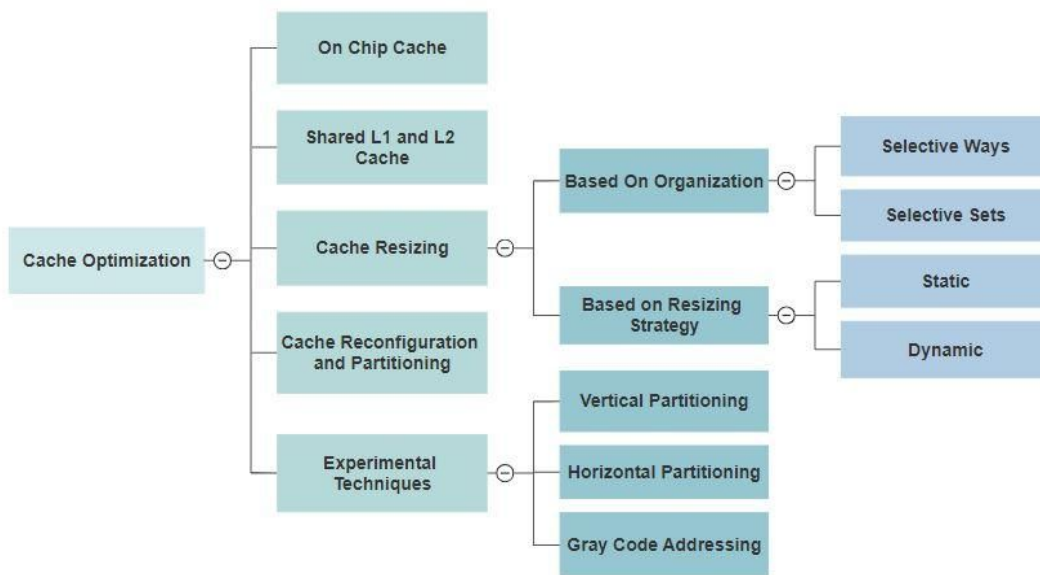 On Chip Cache
Shared L1 and L2
Cache
Selective Ways
Based On Organization
Selective Sets
Cache Optimization
Cache Resizing
Static
Based on Resizing
Strategy
Dynamic
Cache Reconfiguration
and Partitioning
Vertical Partitioning
Experimental
Techniques
Horizontal Partitioning
Gray Code Addressing